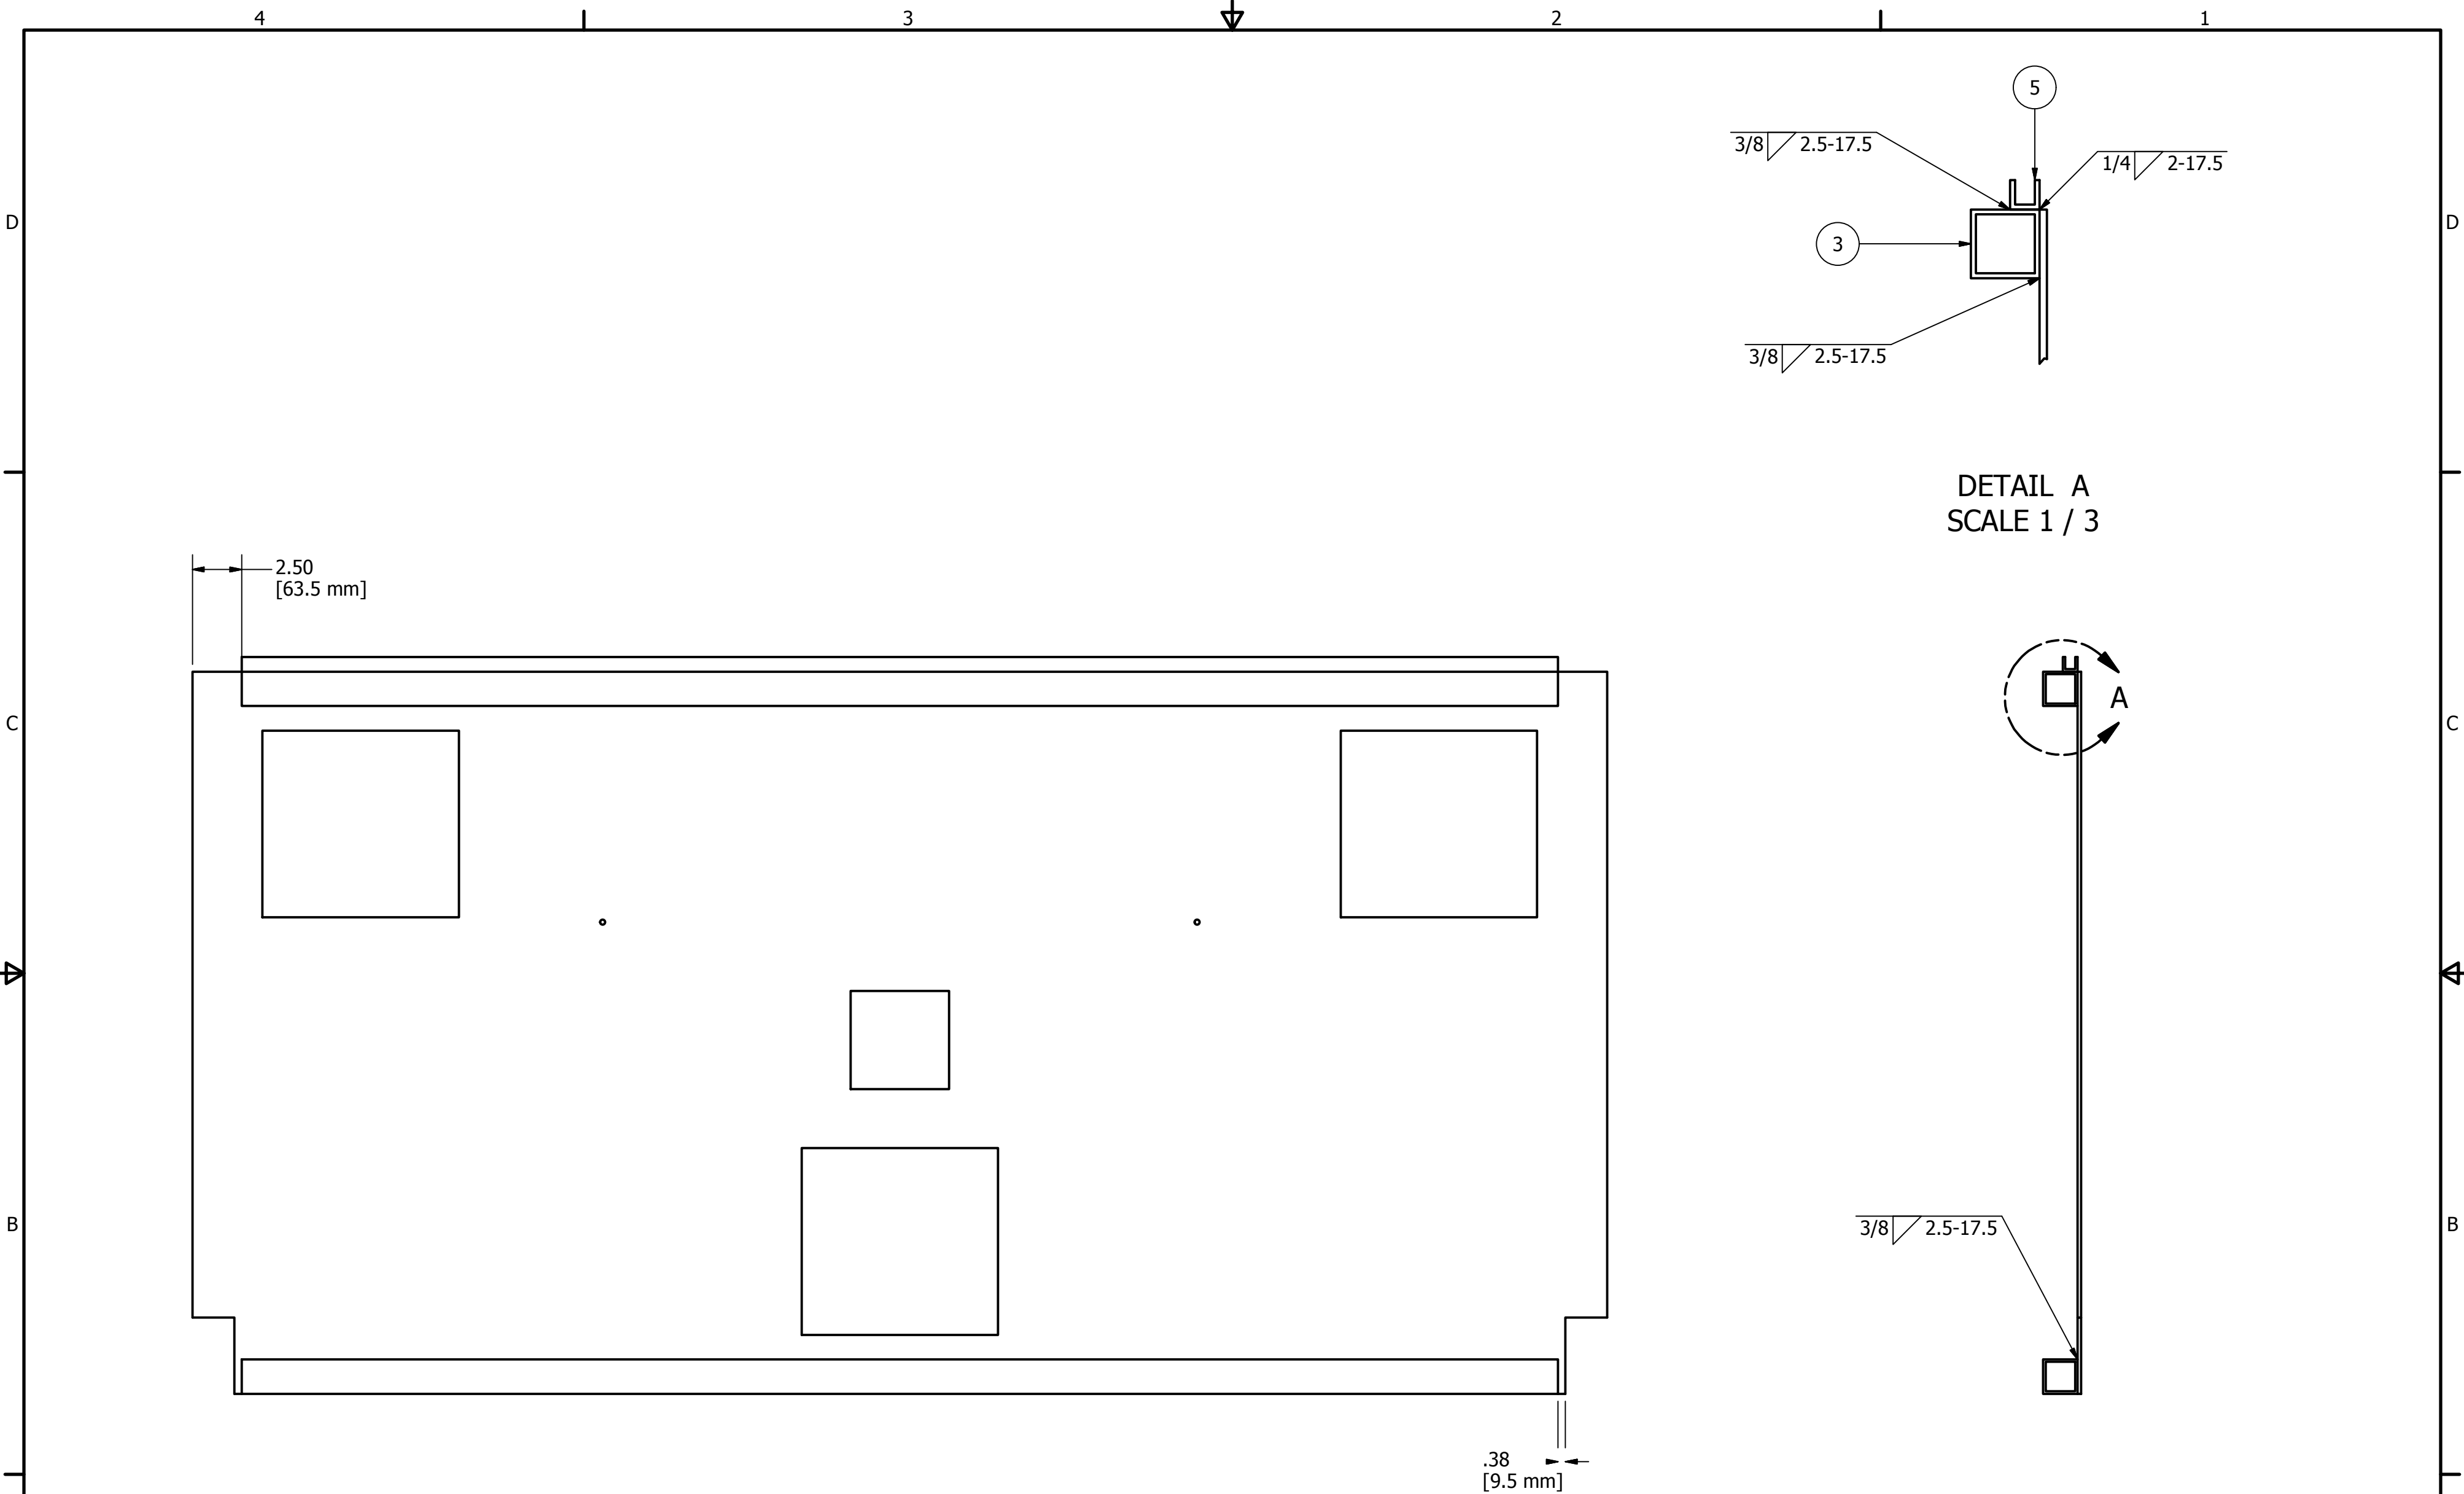 4 3 2 1
5
3/8 2.5-17.5
1/4 2-17.5
D D
3
3/8 2.5-17.5
DETAIL A
SCALE 1 / 3
2.50
[63.5 mm]
A
C C
3/8 2.5-17.5
B B
.38
[9.5 mm]